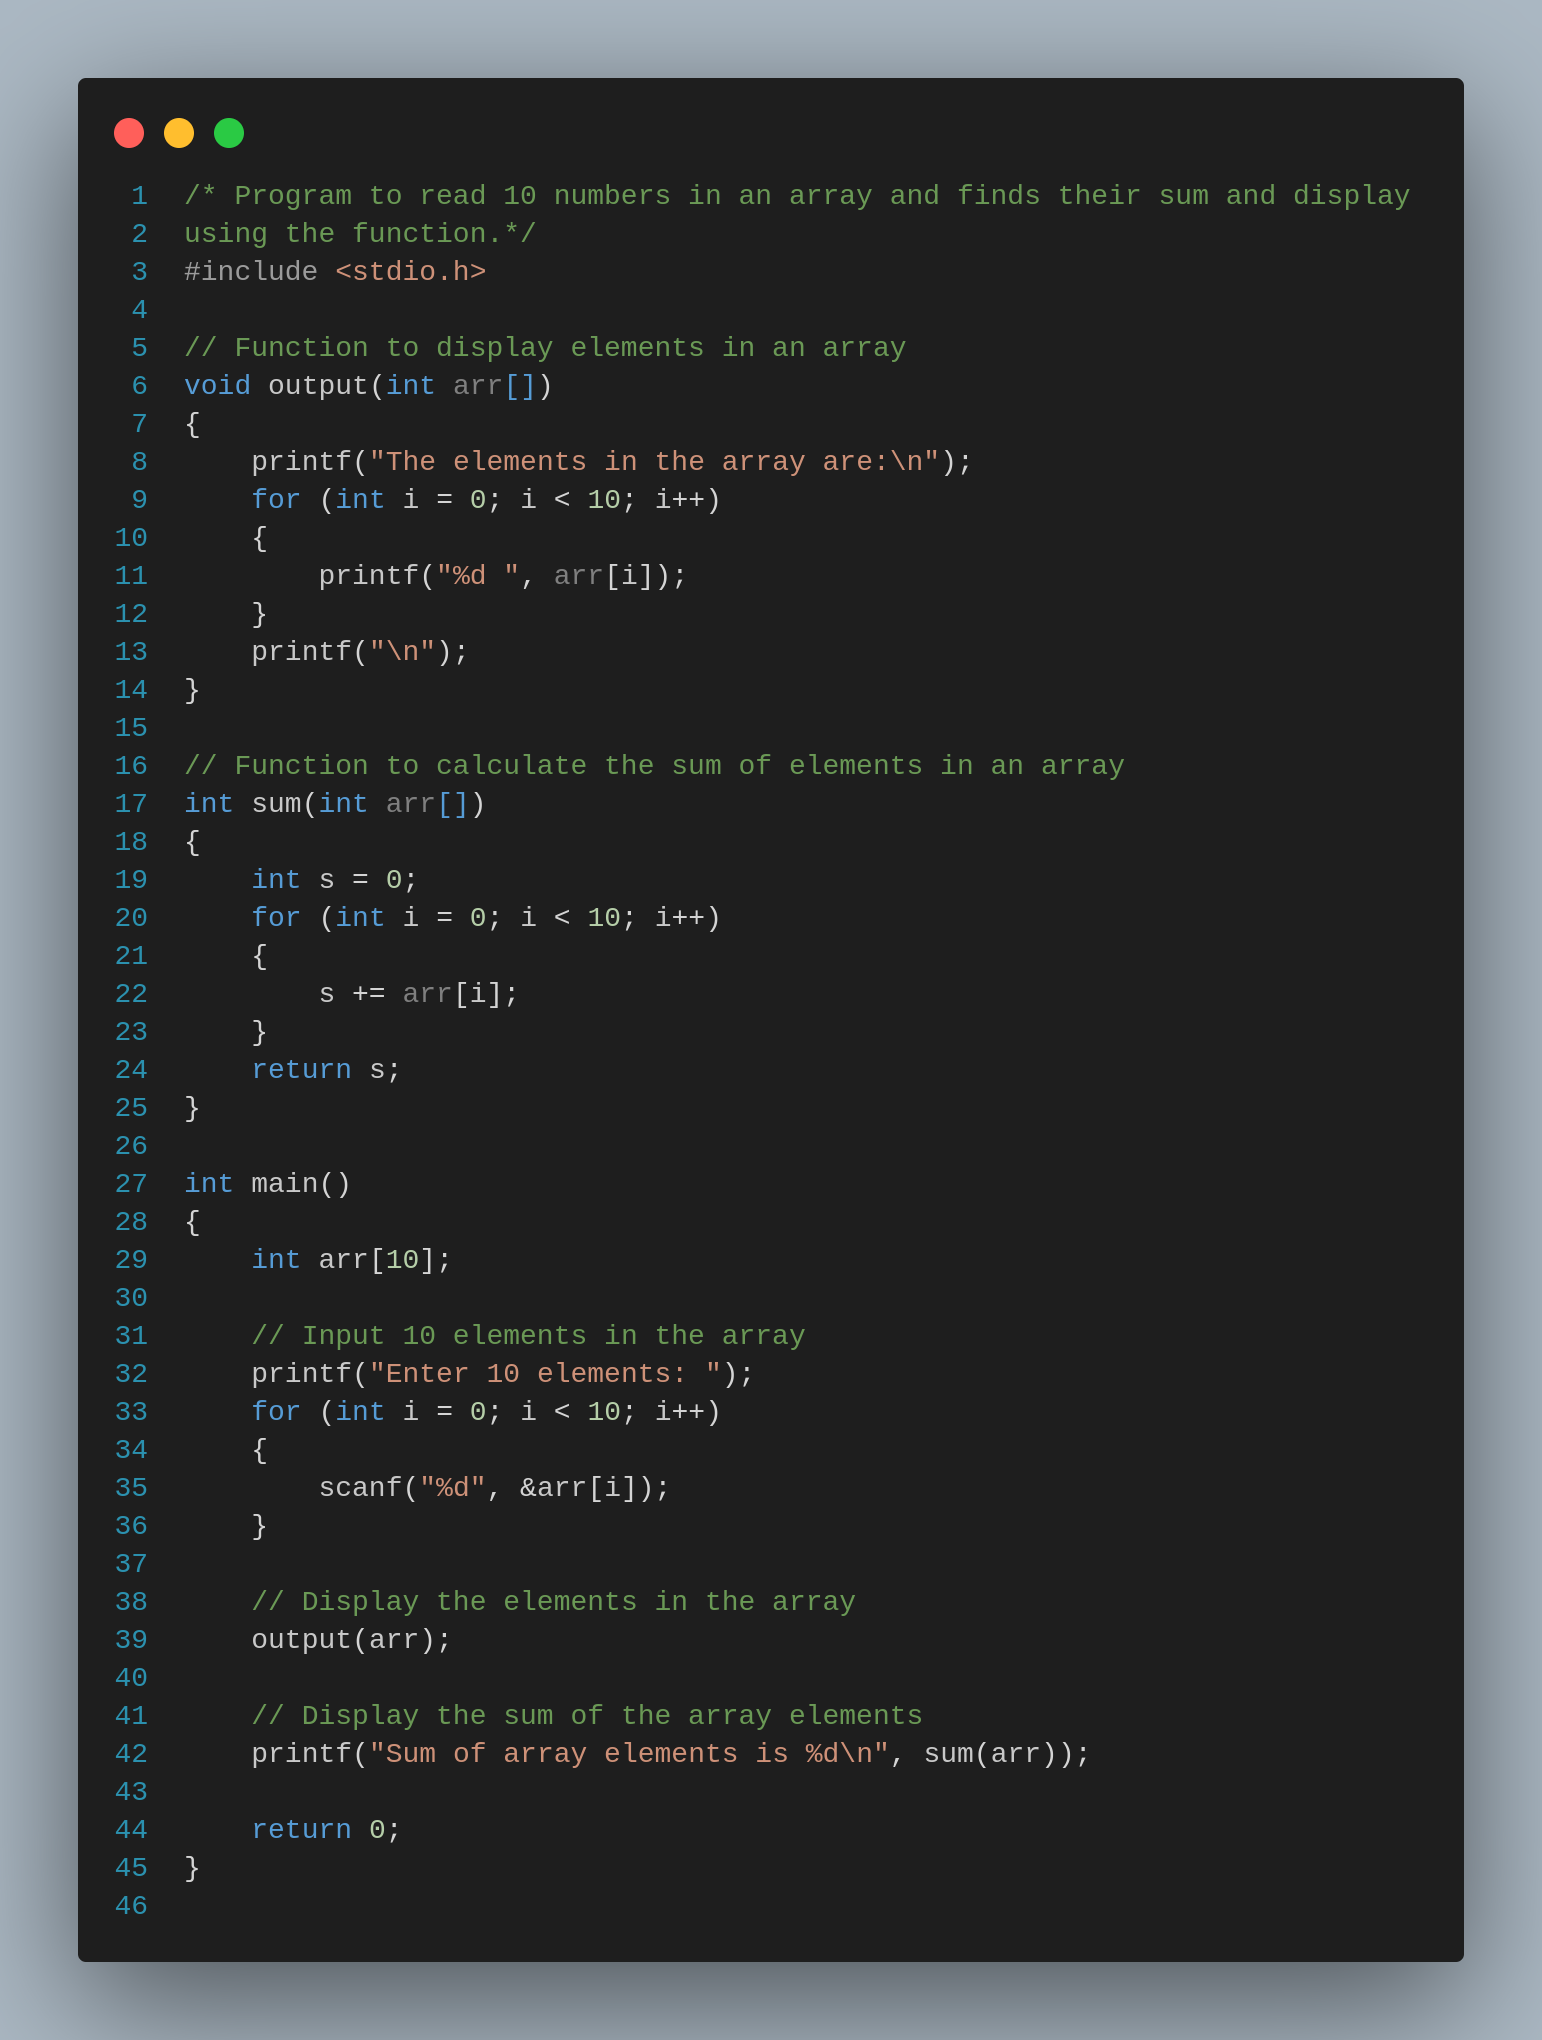 1 /* Program to read 10 numbers in an array and finds their sum and display
2 using the function.*/
3 #include <stdio.h>
4
5 // Function to display elements in an array
6 void output(int arr[])
7 {
8     printf("The elements in the array are:\n");
9     for (int i = 0; i < 10; i++)
10     {
11         printf("%d ", arr[i]);
12     }
13     printf("\n");
14 }
15
16 // Function to calculate the sum of elements in an array
17 int sum(int arr[])
18 {
19     int s = 0;
20     for (int i = 0; i < 10; i++)
21     {
22         s += arr[i];
23     }
24     return s;
25 }
26
27 int main()
28 {
29     int arr[10];
30
31     // Input 10 elements in the array
32     printf("Enter 10 elements: ");
33     for (int i = 0; i < 10; i++)
34     {
35         scanf("%d", &arr[i]);
36     }
37
38     // Display the elements in the array
39     output(arr);
40
41     // Display the sum of the array elements
42     printf("Sum of array elements is %d\n", sum(arr));
43
44     return 0;
45 }
46